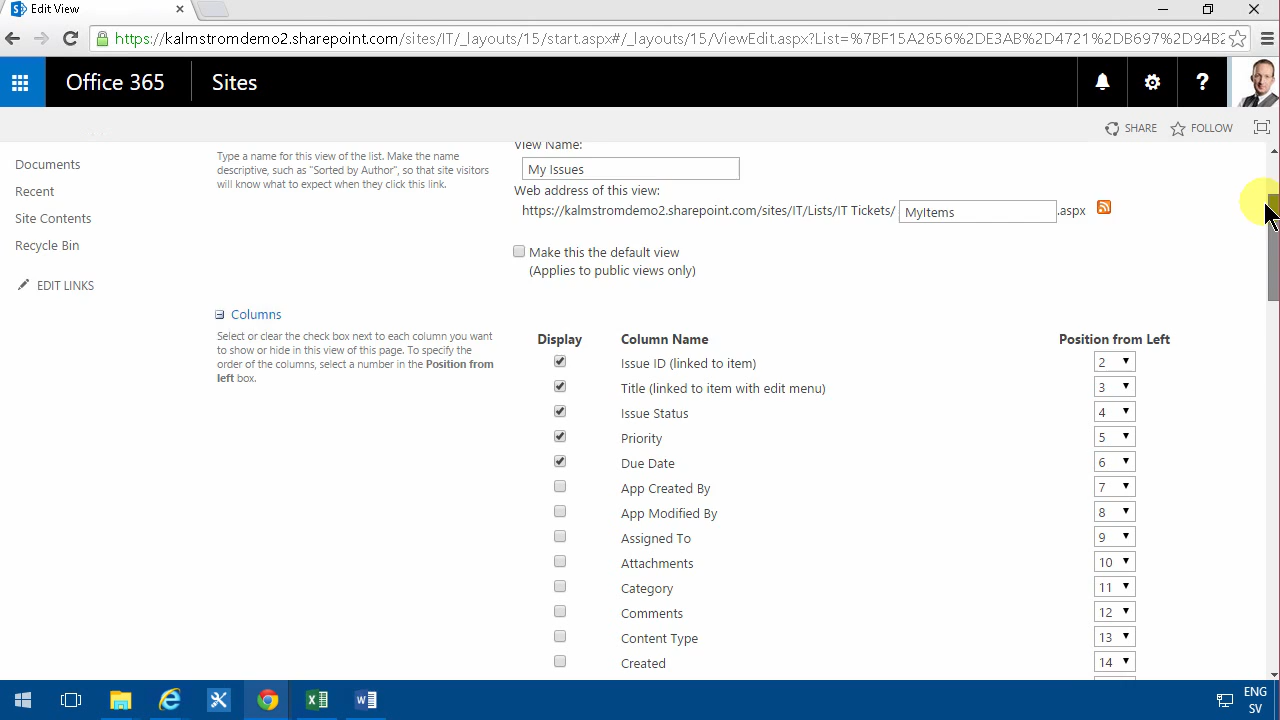 Edit View
https://kalmstromdemo2.sharepoint.com/sites/IT/_layouts/15/start.aspx#/_layouts/15/ViewEdit.aspx?List=%7BF15A2656%2DE3AB%2D4721%2DB697%2D94B2
Office 365
Sites
SHARE
FOLLOW
Documents
Recent
Site Contents
Recycle Bin
EDIT LINKS
Type a name for this view of the list. Make the name
descriptive, such as "Sorted by Author", so that site visitors
will know what to expect when they click this link.
View Name:
My Issues
Web address of this view:
https://kalmstromdemo2.sharepoint.com/sites/IT/Lists/IT Tickets/ MyItems .aspx
Make this the default view
(Applies to public views only)
Columns
Select or clear the check box next to each column you want
to show or hide in this view of this page. To specify the
order of the columns, select a number in the Position from
left box.
Display Column Name Position from Left
Issue ID (linked to item) 2
Title (linked to item with edit menu) 3
Issue Status 4
Priority 5
Due Date 6
App Created By 7
App Modified By 8
Assigned To 9
Attachments 10
Category 11
Comments 12
Content Type 13
Created 14
ENG
SV